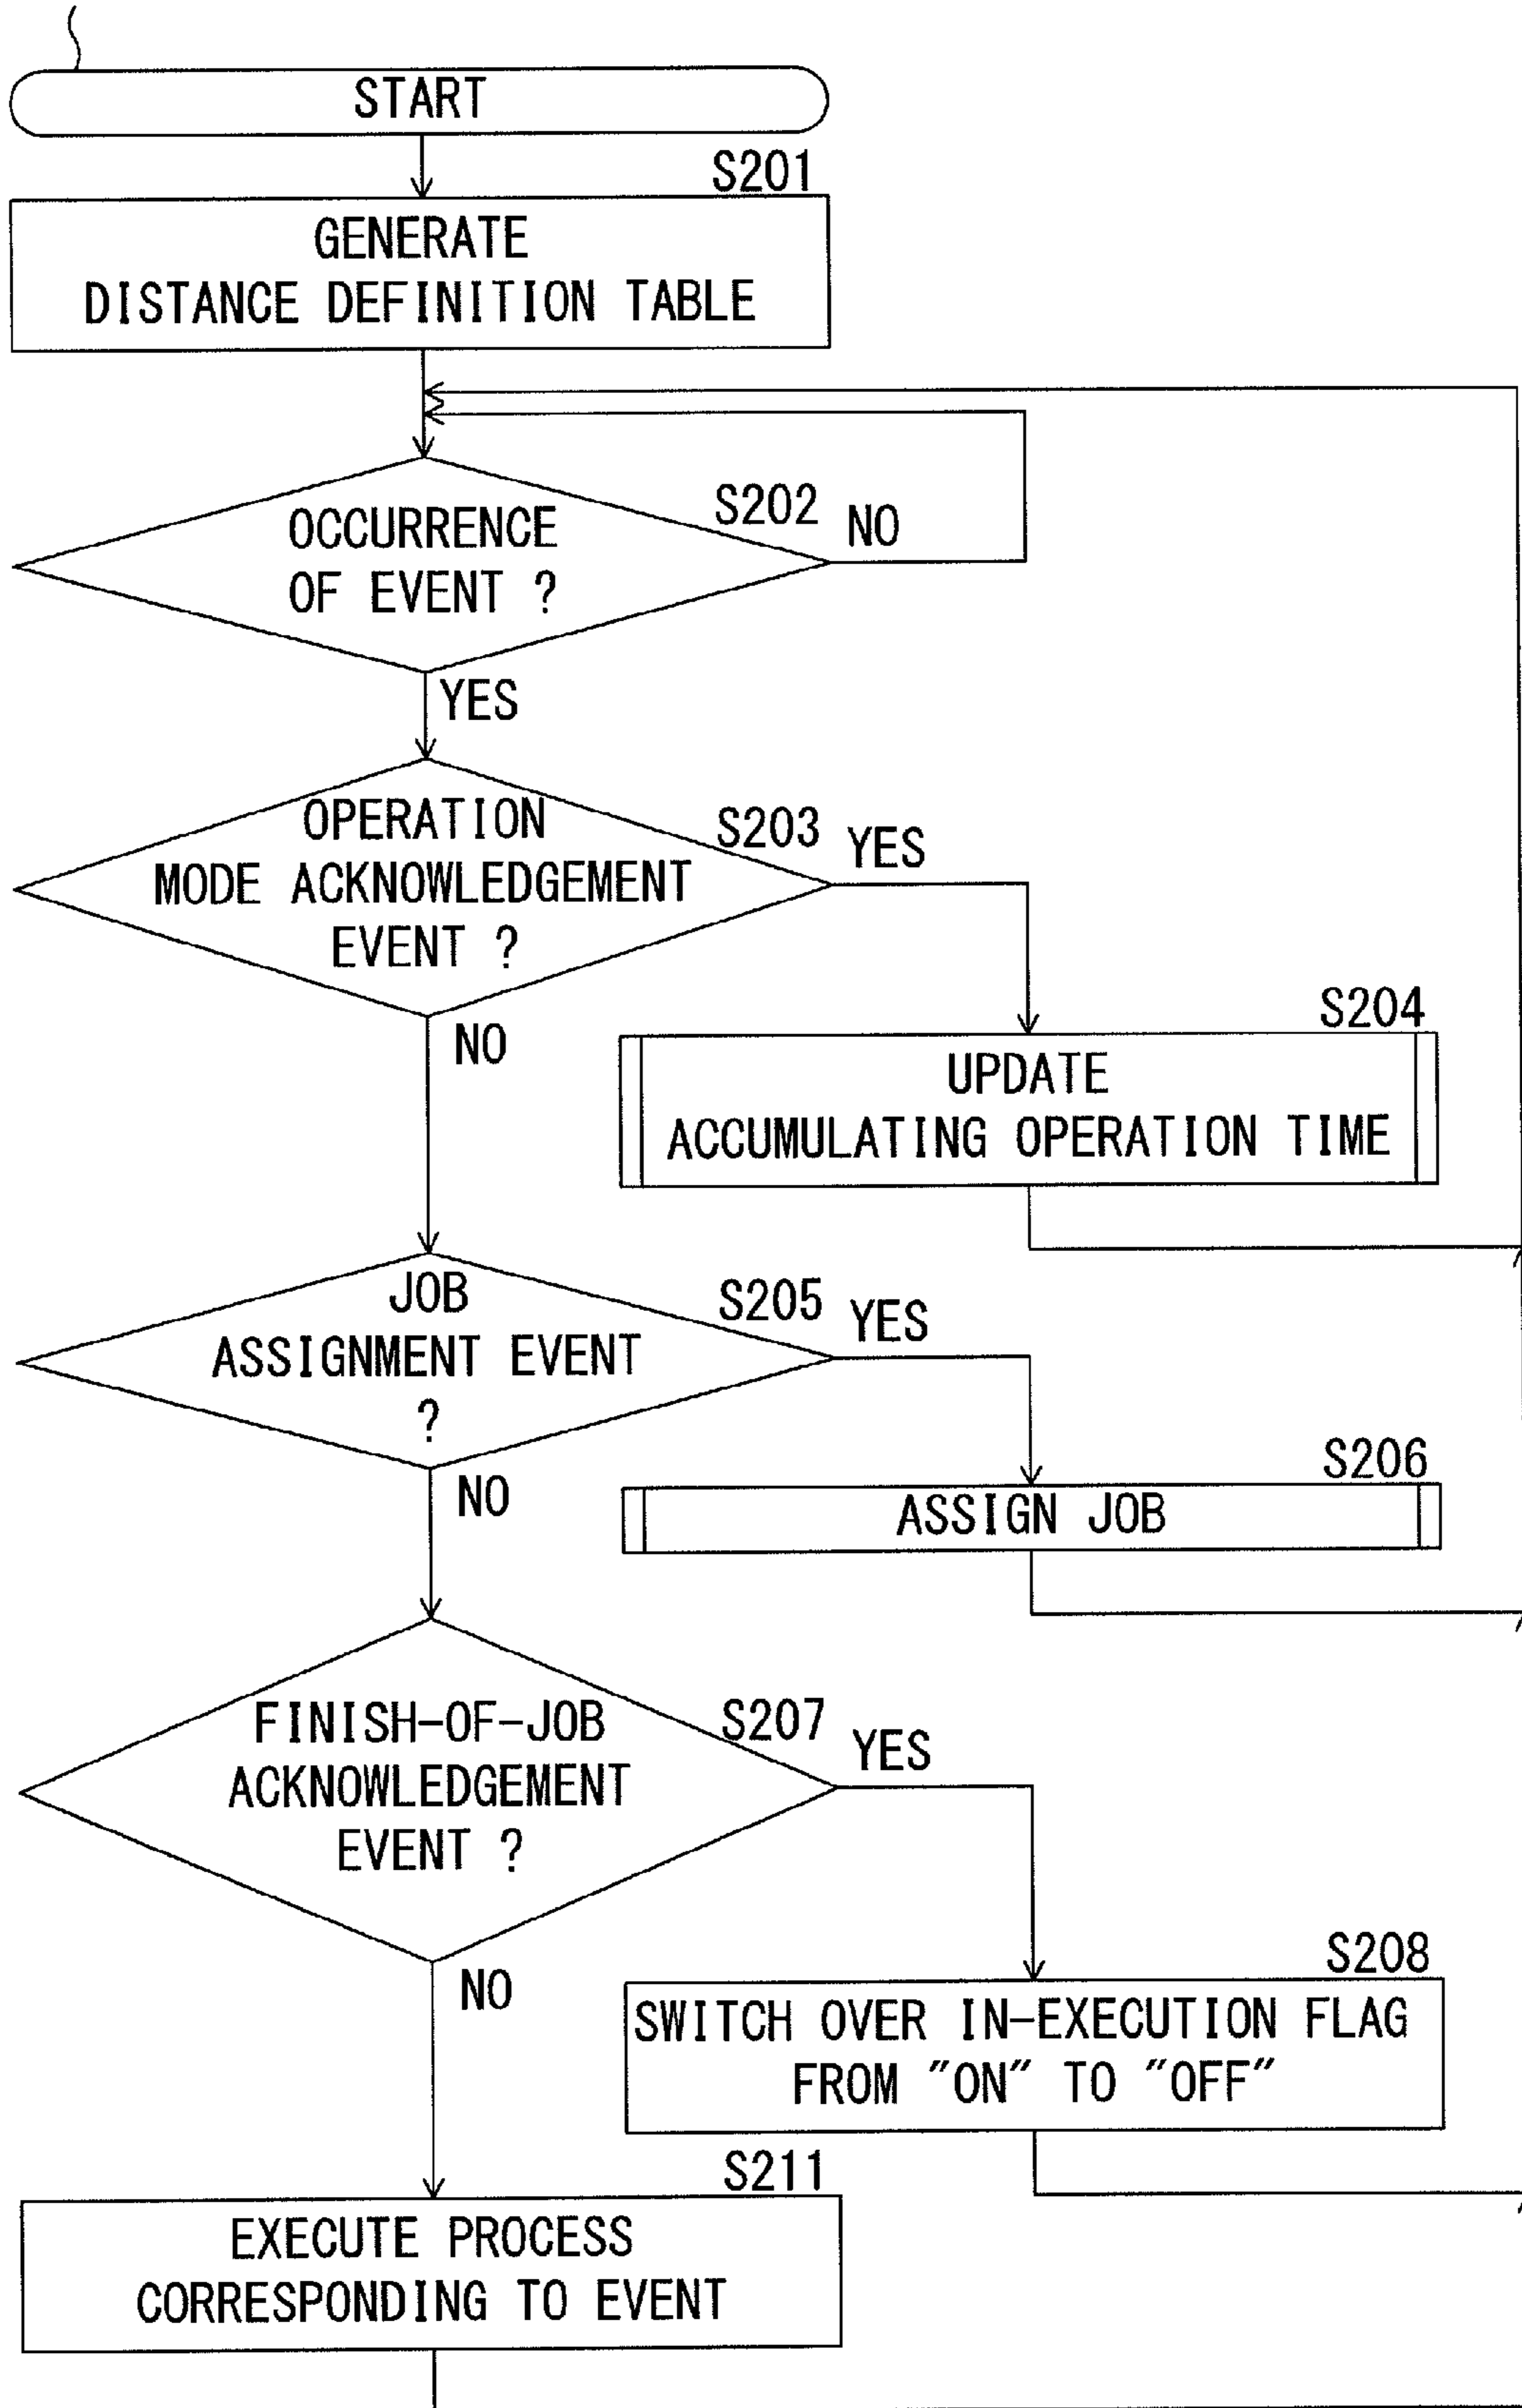 START
S201
GENERATE
DISTANCE DEFINITION TABLE
S202
OCCURRENCE
OF EVENT ?
NO
YES
S203
OPERATION
MODE ACKNOWLEDGEMENT
EVENT ?
YES
NO
S204
UPDATE
ACCUMULATING OPERATION TIME
S205
JOB
ASSIGNMENT EVENT
?
YES
NO
S206
ASSIGN JOB
S207
FINISH-OF-JOB
ACKNOWLEDGEMENT
EVENT ?
YES
NO
S208
SWITCH OVER IN-EXECUTION FLAG
FROM "ON" TO "OFF"
S211
EXECUTE PROCESS
CORRESPONDING TO EVENT